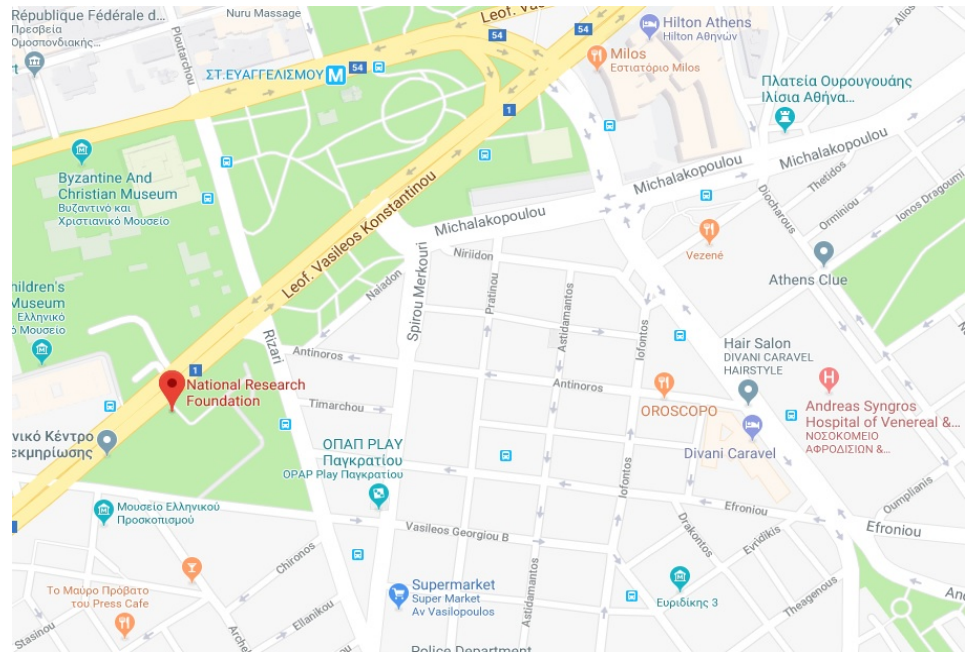 République Fédérale d...
Πρεσβεία
Ομοσπονδιακής...
Nuru Massage
Ploutarchou
Leof. Vas
54
54
54
Hilton Athens
Hilton Αθηνών
Milos
Εστιατόριο Milos
ΣΤ.ΕΥΑΓΓΕΛΙΣΜΟΥ
M
Πλατεία Ουρουγουάης
Ιλίσια Αθήνα...
1
Byzantine And
Christian Museum
Βυζαντινό και
Χριστιανικό Μουσείο
Michalakopoulou
Michalakopoulou
Michalakopoulou
Thetidos
Diocharous
Orminiou
Ionos Dragoumi
Leof. Vasileos Konstantinou
Vezené
Niriidon
Athens Clue
Naiadon
Spirou Merkouri
Pratinou
Astidamantos
Iofontos
hildren's
Museum
Ελληνικό
ό Μουσείο
Rizari
Antinoros
Hair Salon
DIVANI CARAVEL
HAIRSTYLE
1
National Research
Foundation
Antinoros
Timarchou
OROSCOPO
Andreas Syngros
Hospital of Venereal &...
ΝΟΣΟΚΟΜΕΙΟ
ΑΦΡΟΔΙΣΙΩΝ &...
H
νικό Κέντρο
εκμηρίωσης
ΟΠΑΠ PLAY
Παγκρατίου
OPAP Play Παγκρατίου
Divani Caravel
Iofontos
Oumplianis
Μουσείο Ελληνικού
Προσκοπισμού
Efroniou
Efroniou
Vasileos Georgiou B
Drakontos
Evridikis
Chironos
Astidamantos
Το Μαύρο Πρόβατο
του Press Cafe
Supermarket
Super Market
Av Vasilopoulos
Ευριδίκης 3
Theagenous
Stasinou
Ellanikou
Police Department